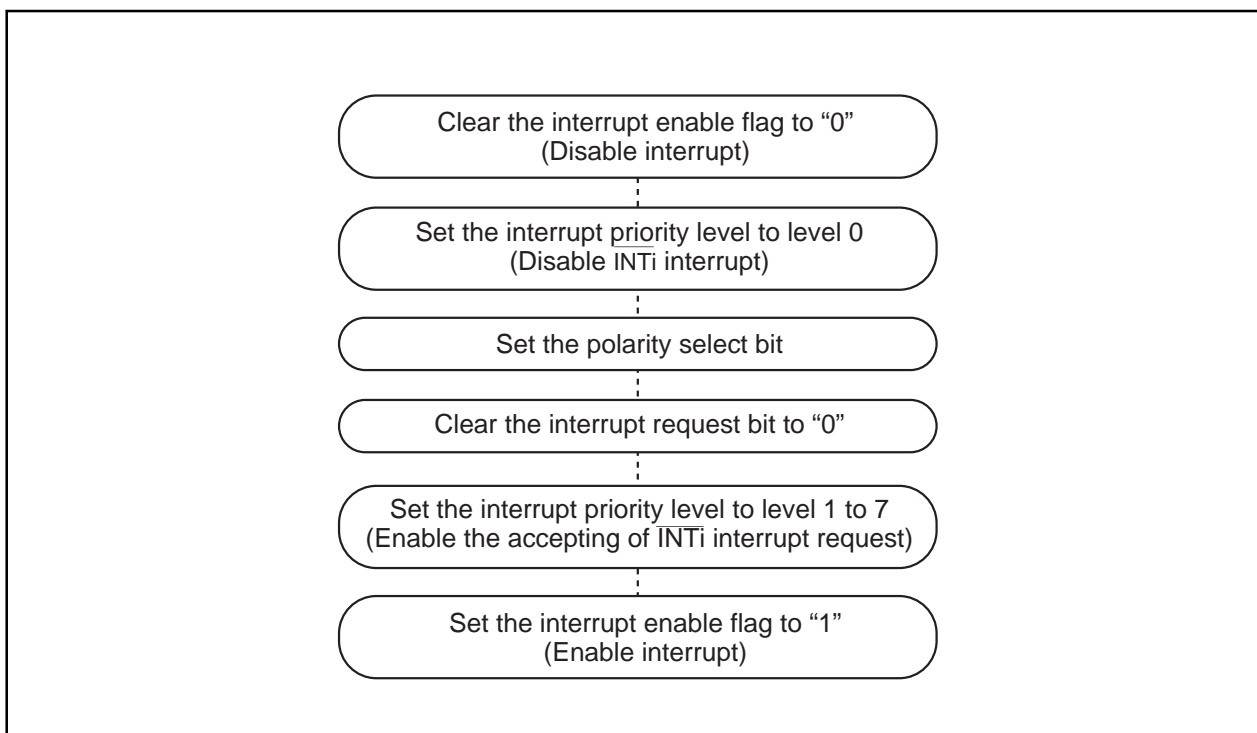 Clear the interrupt enable flag to “0”
(Disable interrupt)
Set the interrupt priority level to level 0
(Disable INTi interrupt)
Set the polarity select bit
Clear the interrupt request bit to “0”
Set the interrupt priority level to level 1 to 7
(Enable the accepting of INTi interrupt request)
Set the interrupt enable flag to “1”
(Enable interrupt)